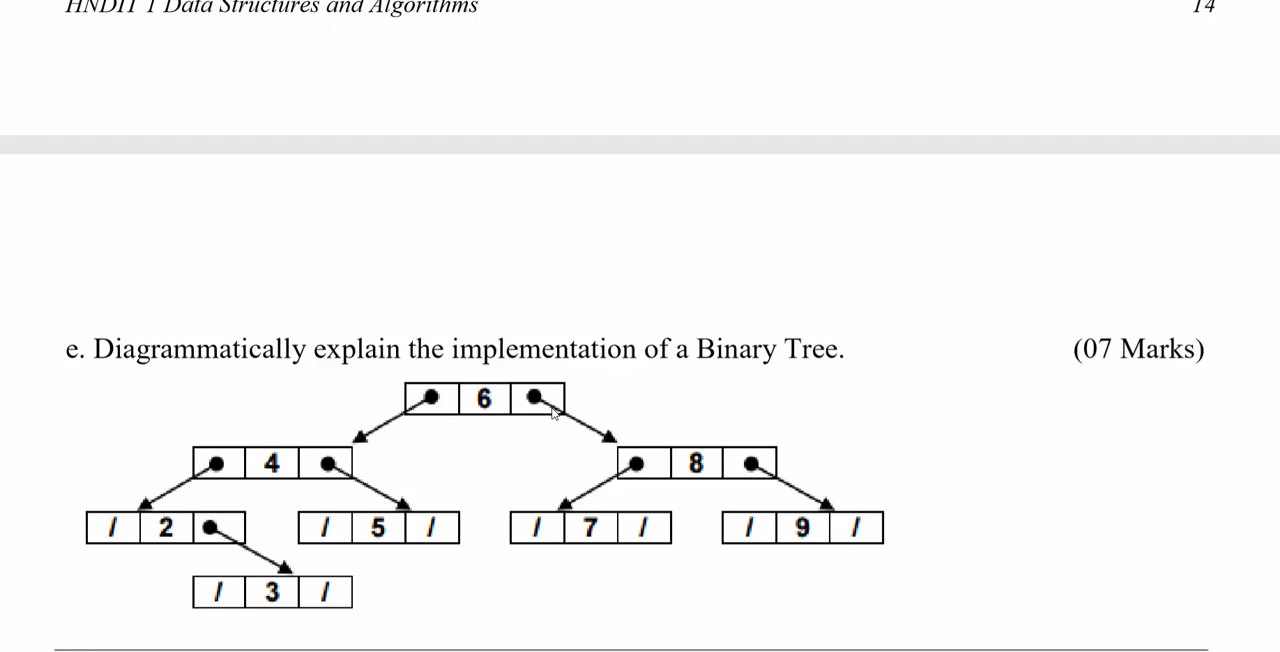 HNDIT 1 Data Structures and Algorithms 14
e. Diagrammatically explain the implementation of a Binary Tree. (07 Marks)
6
4 8
/ 2 / 5 / / 7 / / 9 /
/ 3 /